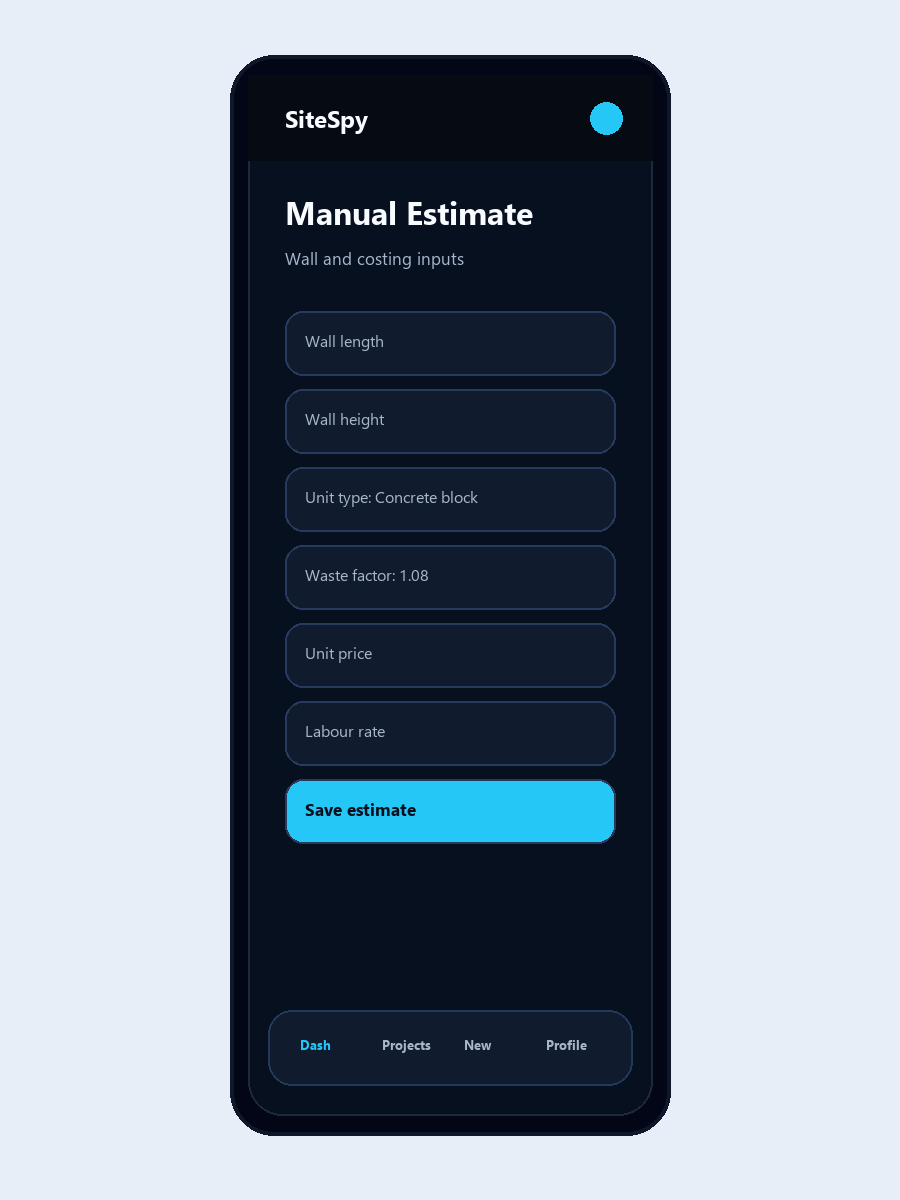 SiteSpy
Manual Estimate
Wall and costing inputs
Wall length
Wall height
Unit type: Concrete block
Waste factor: 1.08
Unit price
Labour rate
Save estimate
Dash Projects New Profile